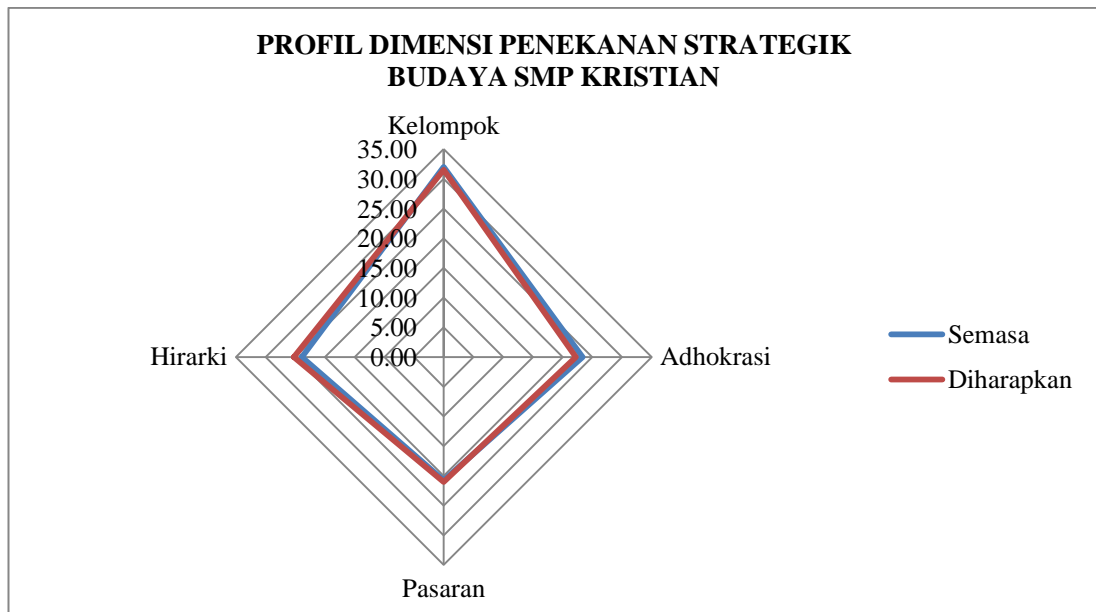 PROFIL DIMENSI PENEKANAN STRATEGIK
BUDAYA SMP KRISTIAN
Kelompok
35.00
30.00
25.00
20.00
15.00
10.00
5.00
0.00
Hirarki
Adhokrasi
Pasaran
Semasa
Diharapkan